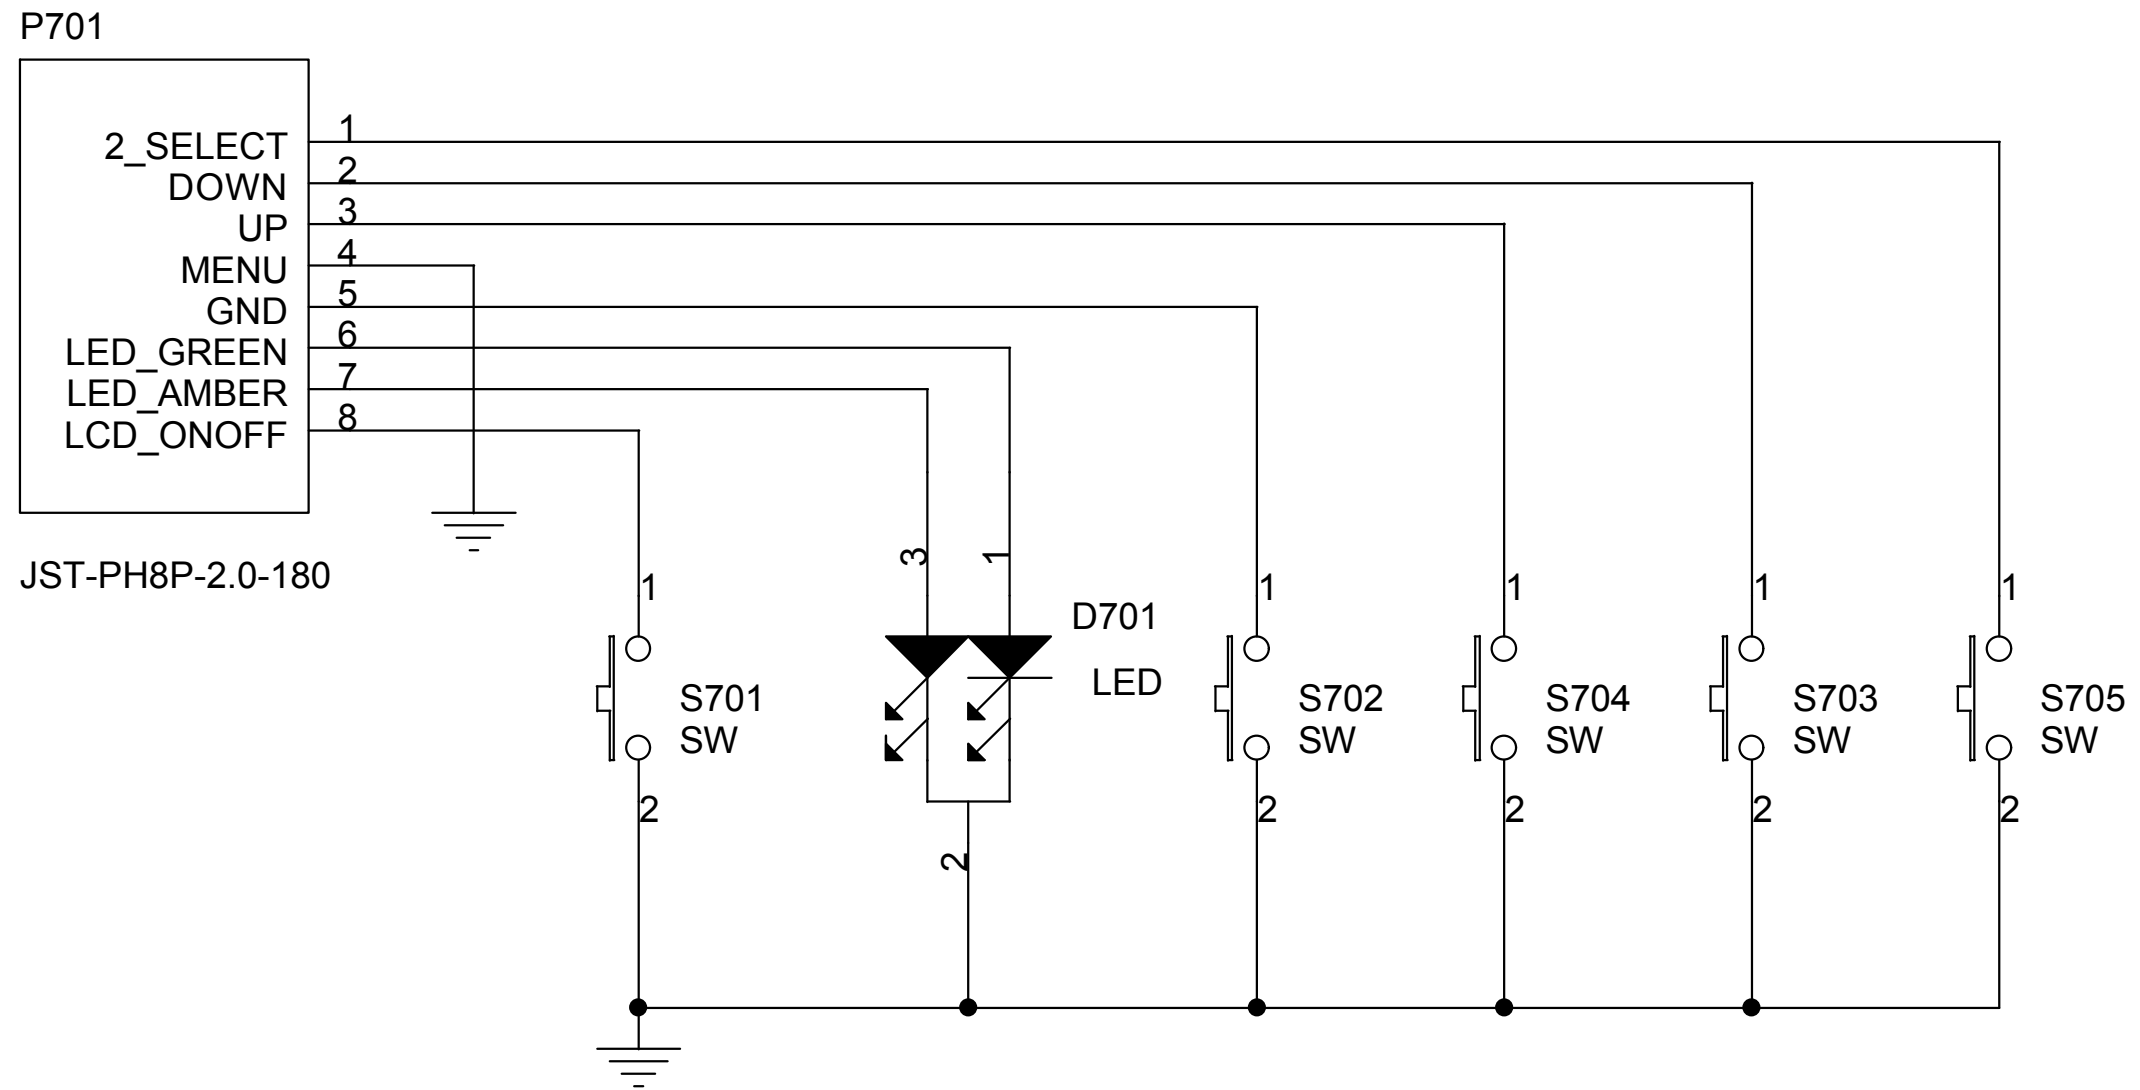 P701
2_SELECT 1
DOWN 2
UP 3
MENU 4
GND 5
LED_GREEN 6
LED_AMBER 7
LCD_ONOFF 8
JST-PH8P-2.0-180
3 1
1 1 1 1 1
D701
LED
S701 S702 S704 S703 S705
SW SW SW SW SW
2 2 2 2 2
2